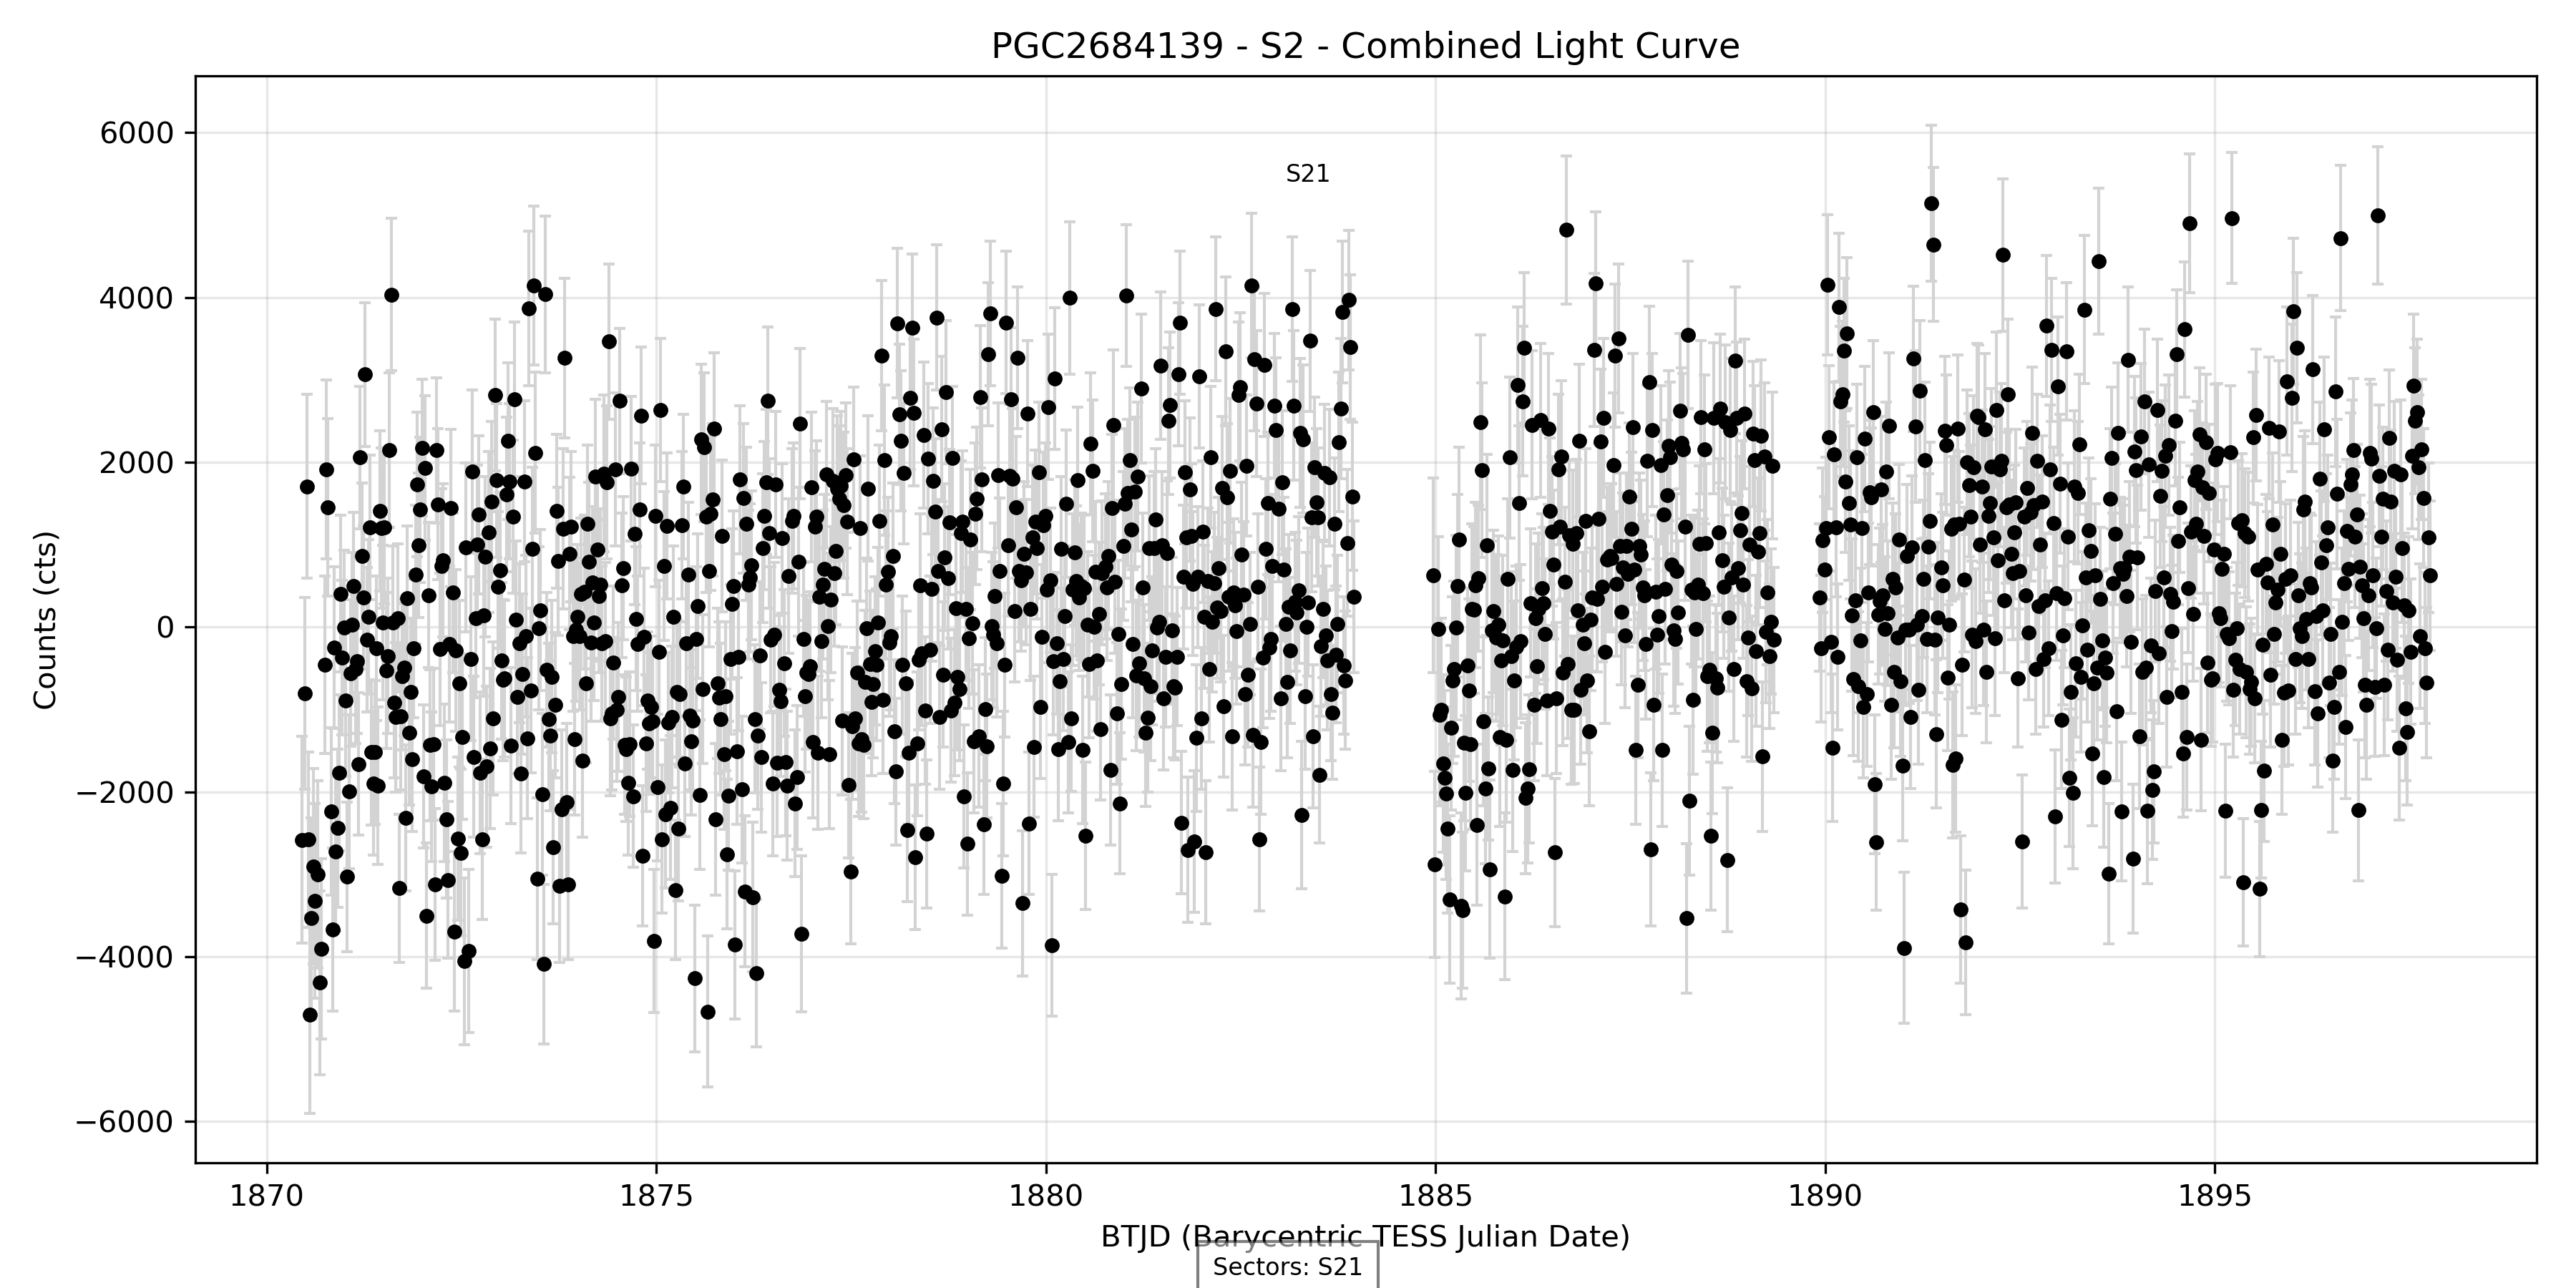 PGC2684139 - S2 - Combined Light Curve
6000
4000
2000
0
−2000
−4000
−6000
Counts (cts)
S21
1870
1875
1880
1885
1890
1895
BTJD (Barycentric TESS Julian Date)
Sectors: S21